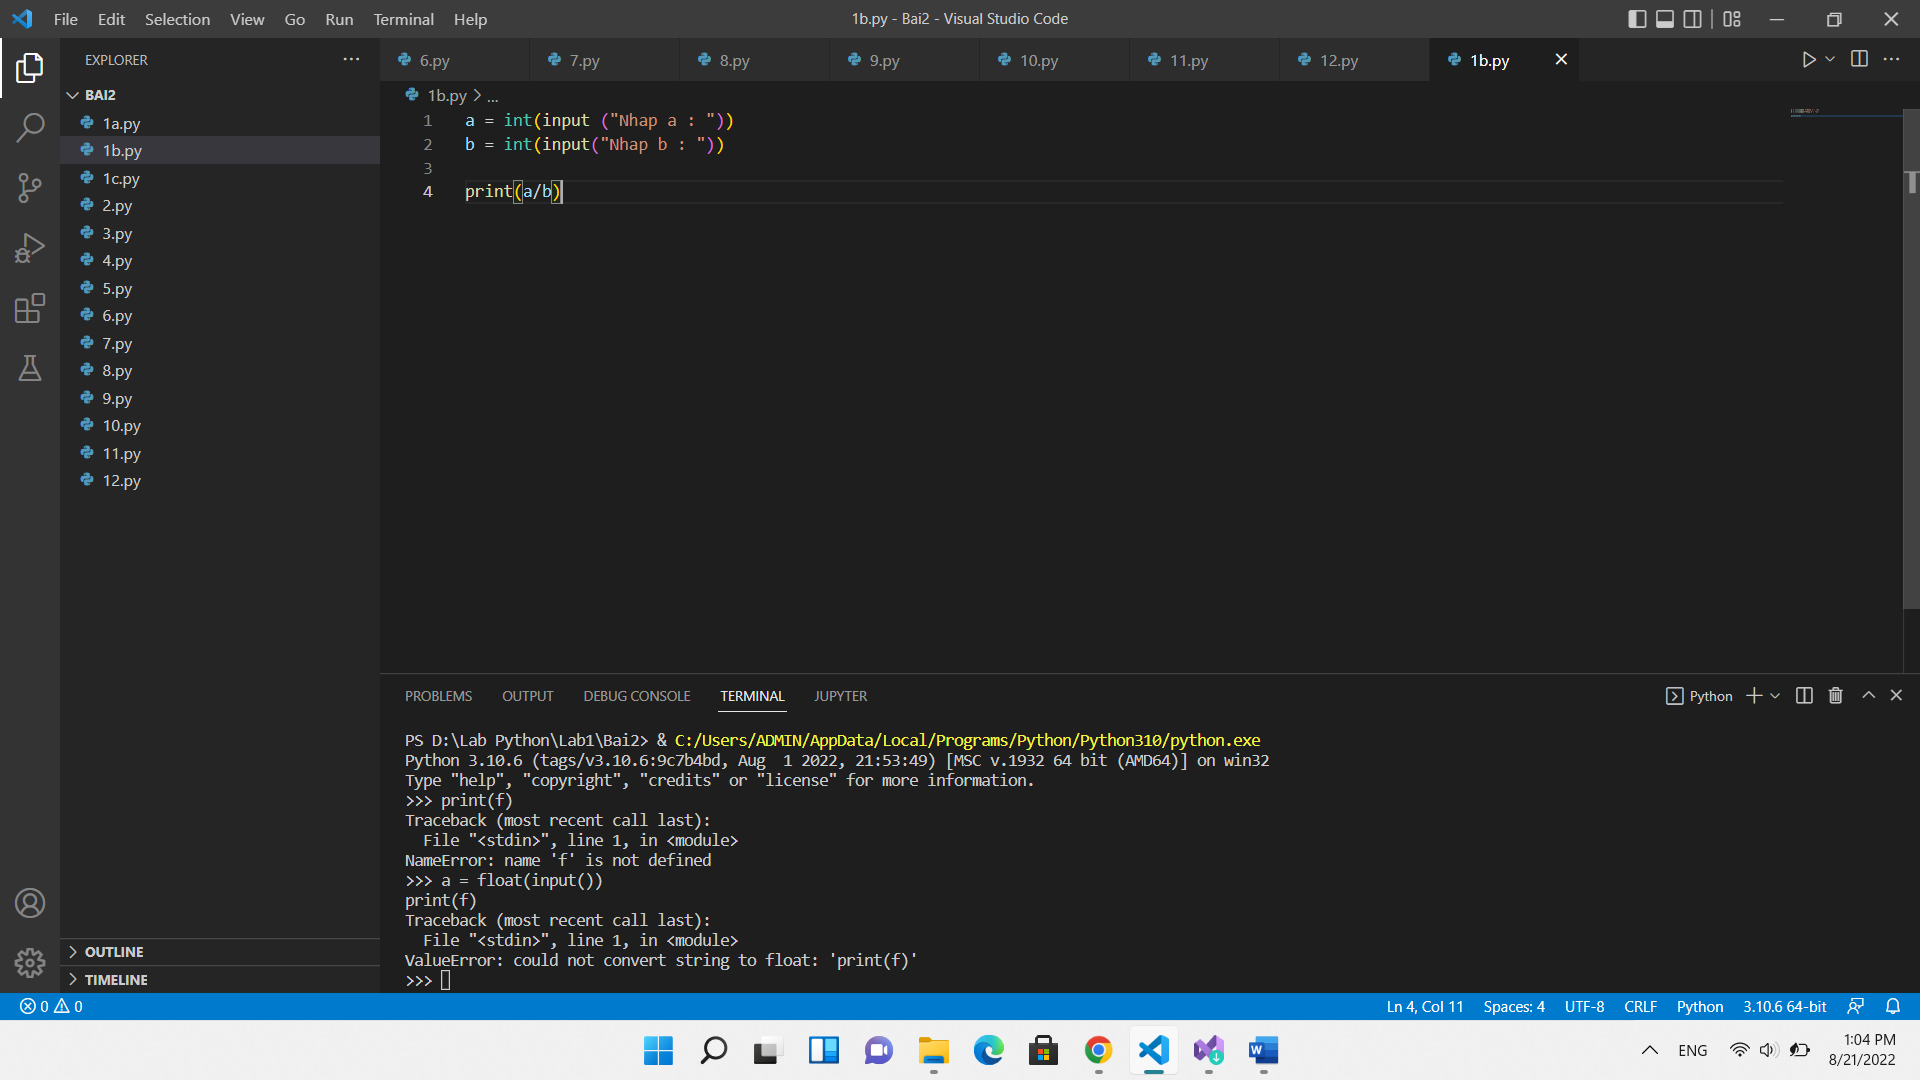 File Edit Selection View Go Run Terminal Help
1b.py - Bai2 - Visual Studio Code
EXPLORER
6.py 7.py 8.py 9.py 10.py 11.py 12.py 1b.py
BAI2
1a.py
1b.py
1c.py
2.py
3.py
4.py
5.py
6.py
7.py
8.py
9.py
10.py
11.py
12.py
OUTLINE
TIMELINE
1b.py > ...
1 a = int(input ("Nhap a : "))
2 b = int(input("Nhap b : "))
3
4 print(a/b)
PROBLEMS OUTPUT DEBUG CONSOLE TERMINAL JUPYTER
Python
PS D:\Lab Python\Lab1\Bai2> & C:/Users/ADMIN/AppData/Local/Programs/Python/Python310/python.exe
Python 3.10.6 (tags/v3.10.6:9c7b4bd, Aug  1 2022, 21:53:49) [MSC v.1932 64 bit (AMD64)] on win32
Type "help", "copyright", "credits" or "license" for more information.
>>> print(f)
Traceback (most recent call last):
  File "<stdin>", line 1, in <module>
NameError: name 'f' is not defined
>>> a = float(input())
print(f)
Traceback (most recent call last):
  File "<stdin>", line 1, in <module>
ValueError: could not convert string to float: 'print(f)'
>>>
0 0
Ln 4, Col 11 Spaces: 4 UTF-8 CRLF Python 3.10.6 64-bit
ENG
1:04 PM
8/21/2022